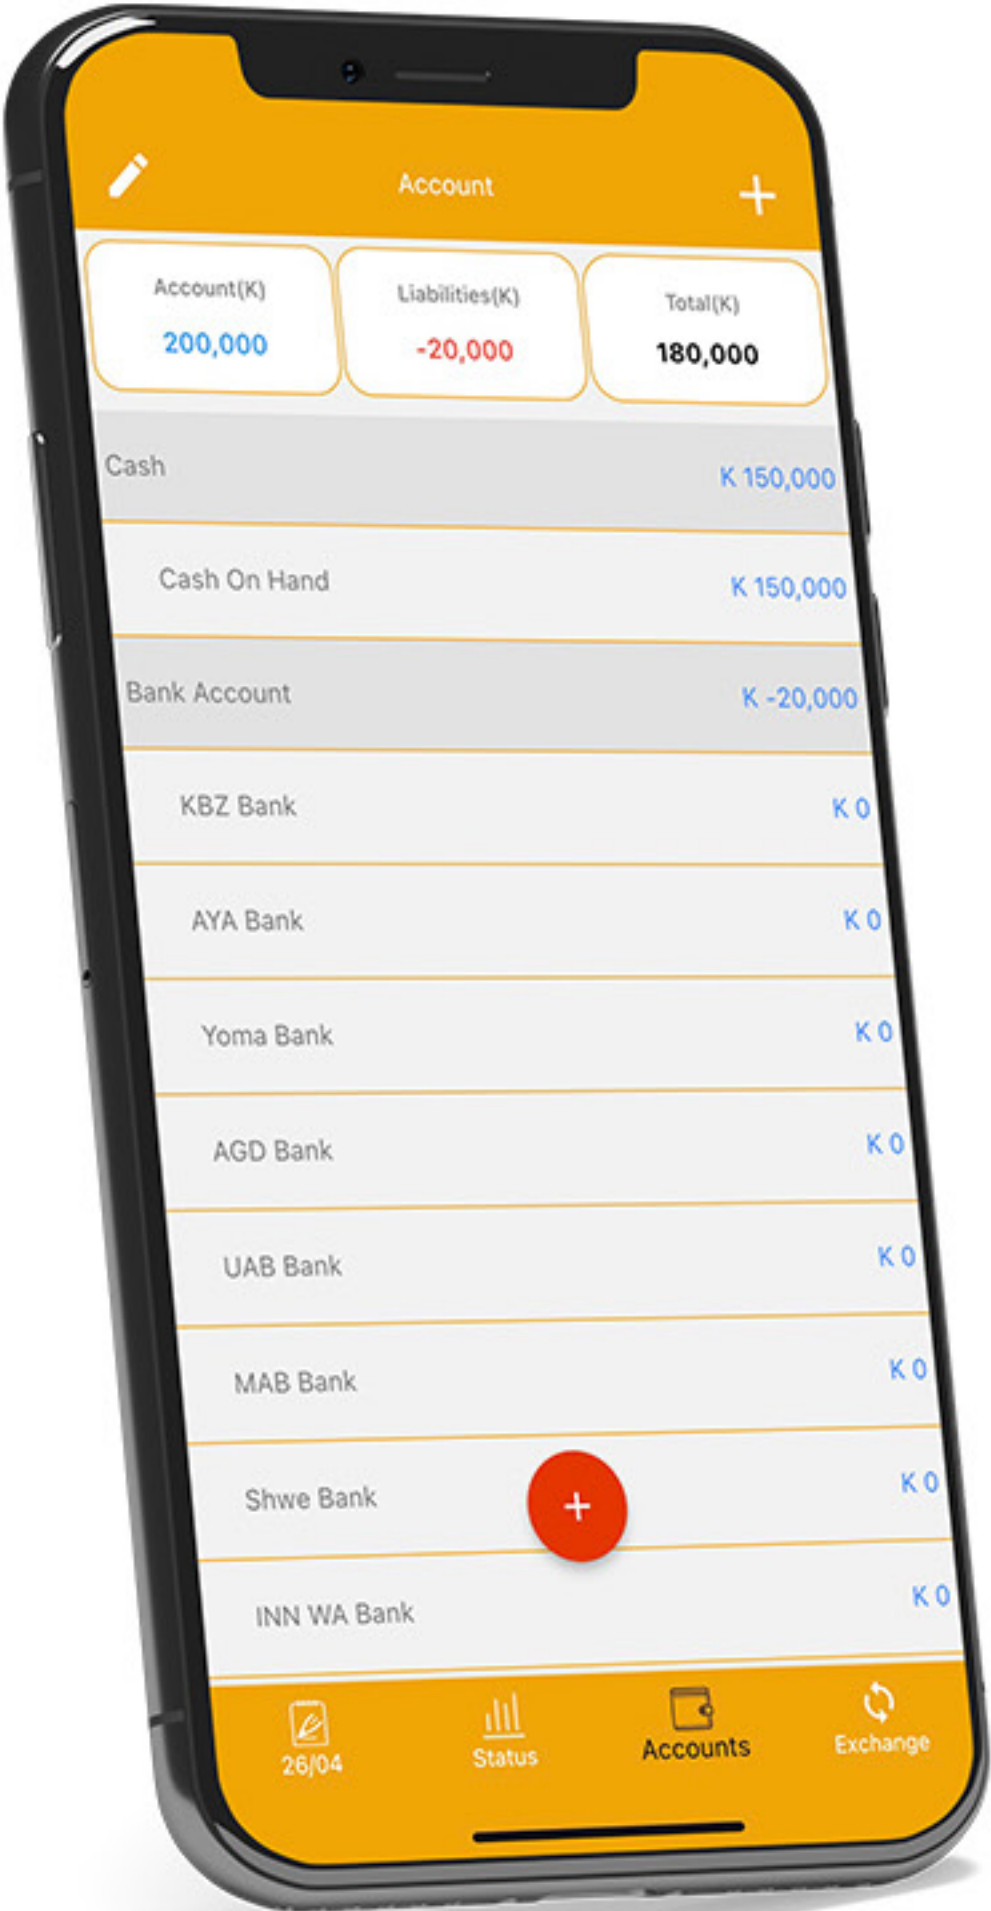 Account
Account(K) Liabilities(K) Total(K)
200,000 -20,000 180,000
Cash K 150,000
Cash On Hand K 150,000
Bank Account K -20,000
KBZ Bank K 0
AYA Bank K 0
Yoma Bank K 0
AGD Bank K 0
UAB Bank K 0
MAB Bank K 0
Shwe Bank K 0
INN WA Bank K 0
26/04 Status Accounts Exchange